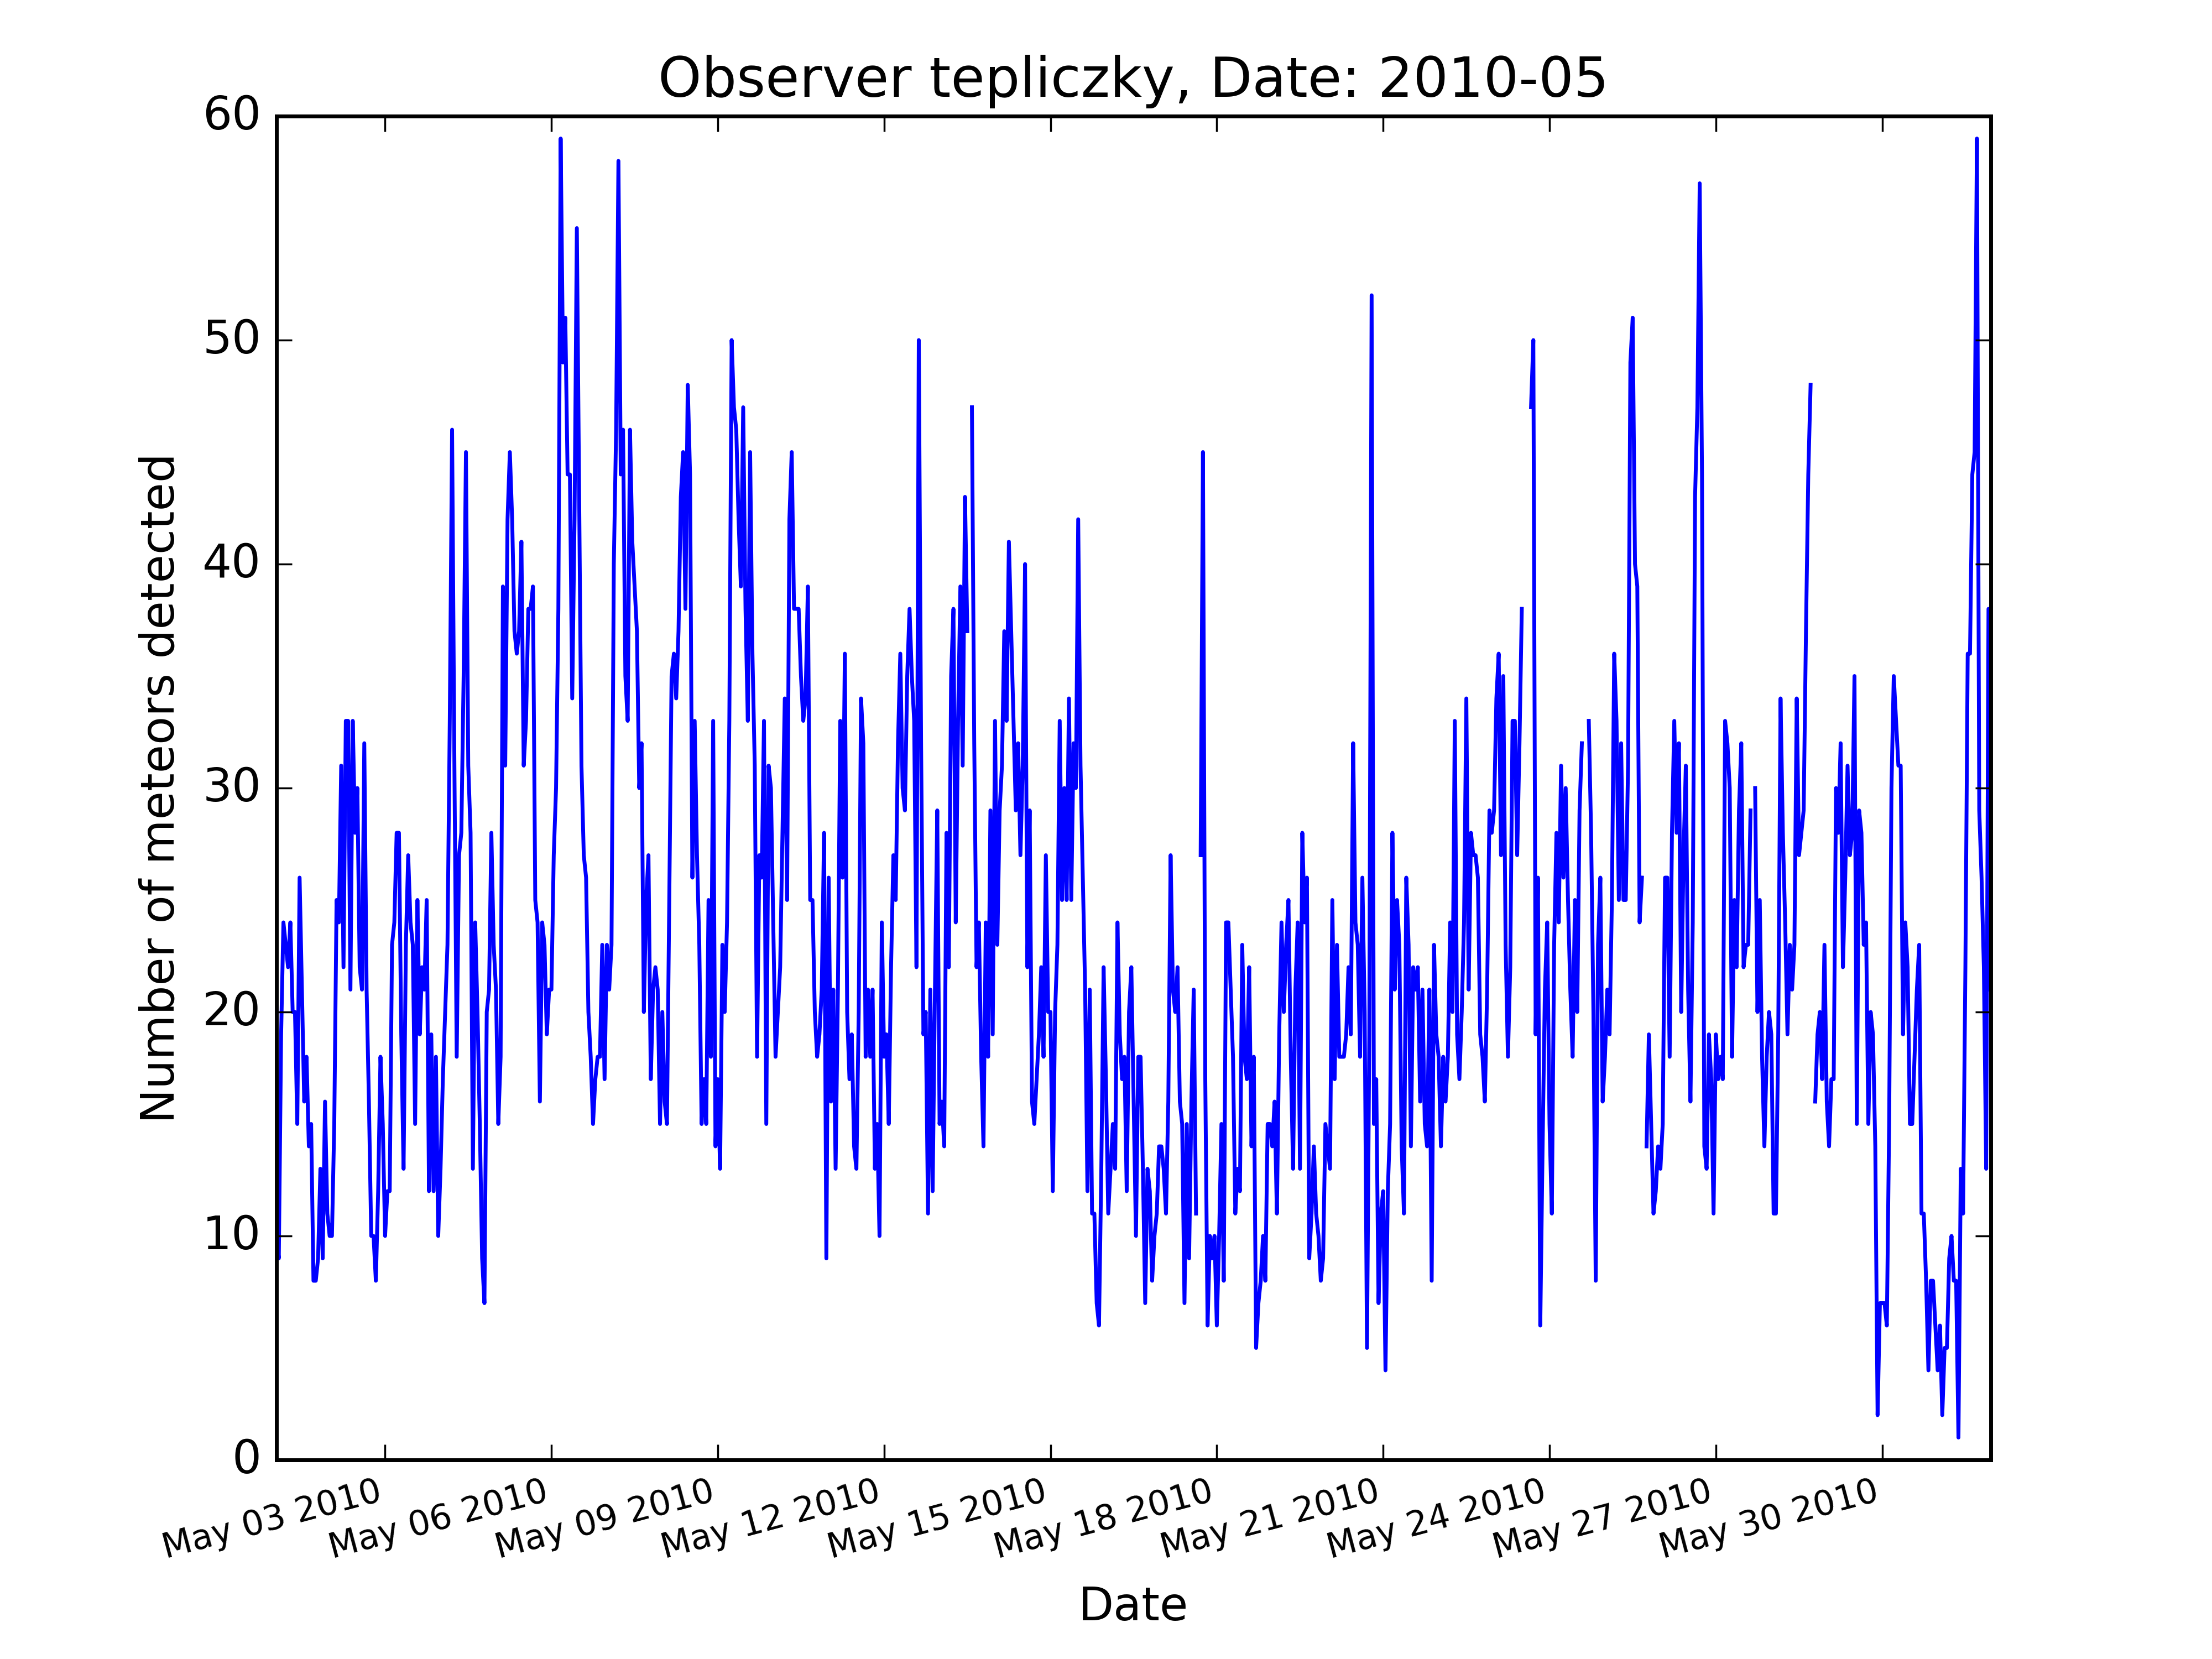 Observer tepliczky, Date: 2010-05
Number of meteors detected
60
50
40
30
20
10
0
May 03 2010
May 06 2010
May 09 2010
May 12 2010
May 15 2010
May 18 2010
May 21 2010
May 24 2010
May 27 2010
May 30 2010
Date